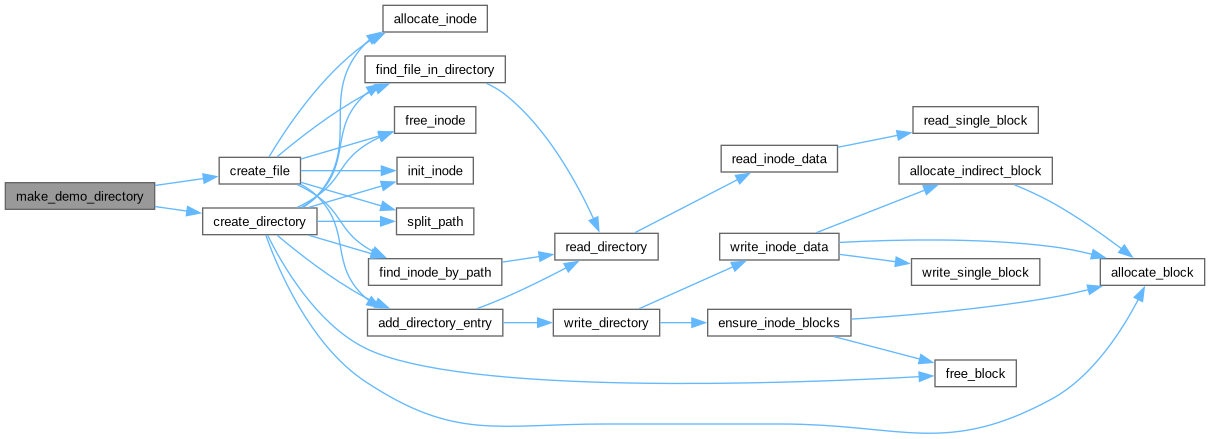 make_demo_directory
create_file
create_directory
allocate_inode
find_file_in_directory
free_inode
init_inode
split_path
find_inode_by_path
add_directory_entry
read_directory
write_directory
read_inode_data
write_inode_data
ensure_inode_blocks
read_single_block
allocate_indirect_block
write_single_block
free_block
allocate_block